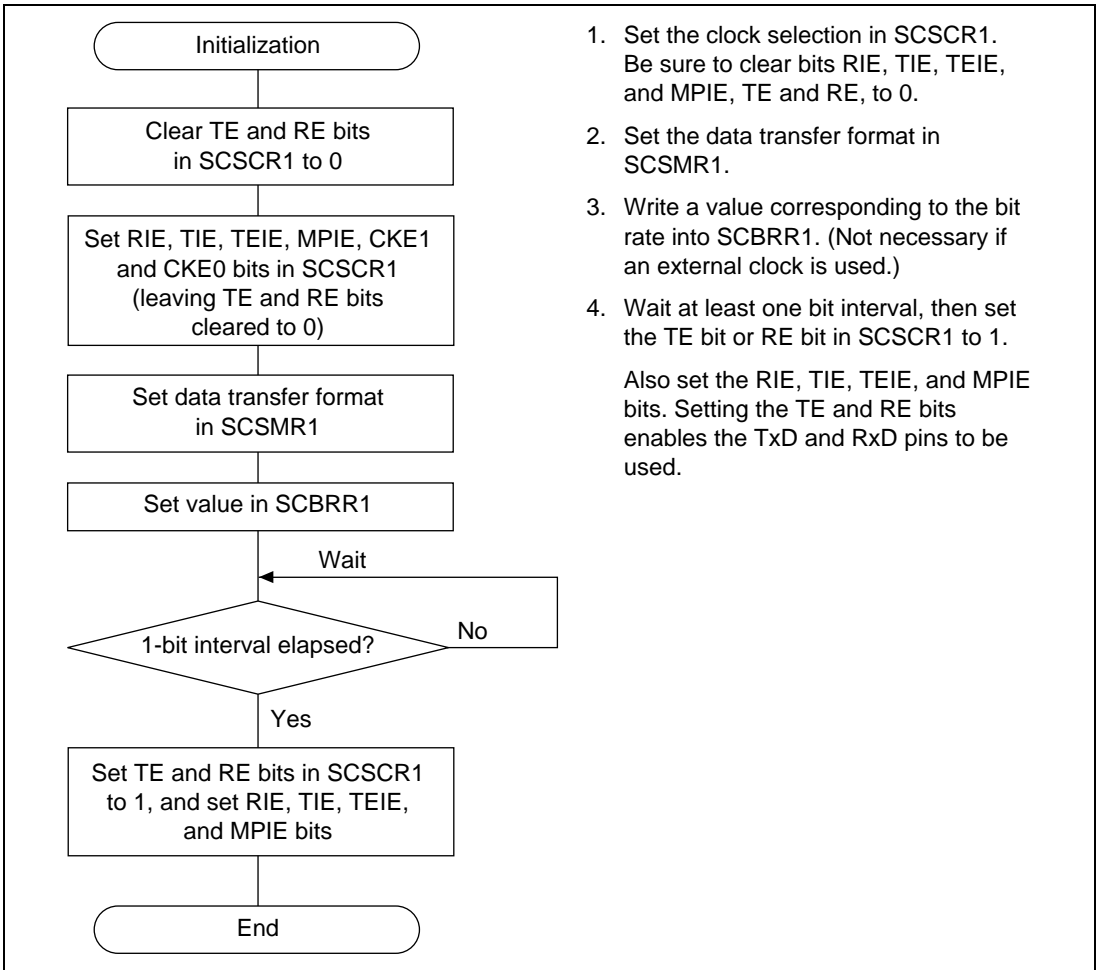 Initialization
Clear TE and RE bits
in SCSCR1 to 0
Set RIE, TIE, TEIE, MPIE, CKE1
and CKE0 bits in SCSCR1
(leaving TE and RE bits
cleared to 0)
Set data transfer format
in SCSMR1
Set value in SCBRR1
Wait
1-bit interval elapsed?
No
Yes
Set TE and RE bits in SCSCR1
to 1, and set RIE, TIE, TEIE,
and MPIE bits
End
1. Set the clock selection in SCSCR1.
Be sure to clear bits RIE, TIE, TEIE,
and MPIE, TE and RE, to 0.
2. Set the data transfer format in
SCSMR1.
3. Write a value corresponding to the bit
rate into SCBRR1. (Not necessary if
an external clock is used.)
4. Wait at least one bit interval, then set
the TE bit or RE bit in SCSCR1 to 1.
Also set the RIE, TIE, TEIE, and MPIE
bits. Setting the TE and RE bits
enables the TxD and RxD pins to be
used.